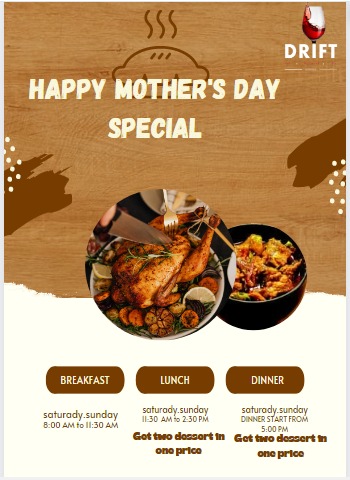 DRIFT
HAPPY MOTHER'S DAY
SPECIAL
BREAKFAST
LUNCH
DINNER
saturady.sunday
8:00 AM to 11:30 AM
saturady.sunday
11:30 AM to 2:30 PM
Got two dessert in
one price
saturady.sunday
DINNER START FROM
5:00 PM
Got two dessert in
one price